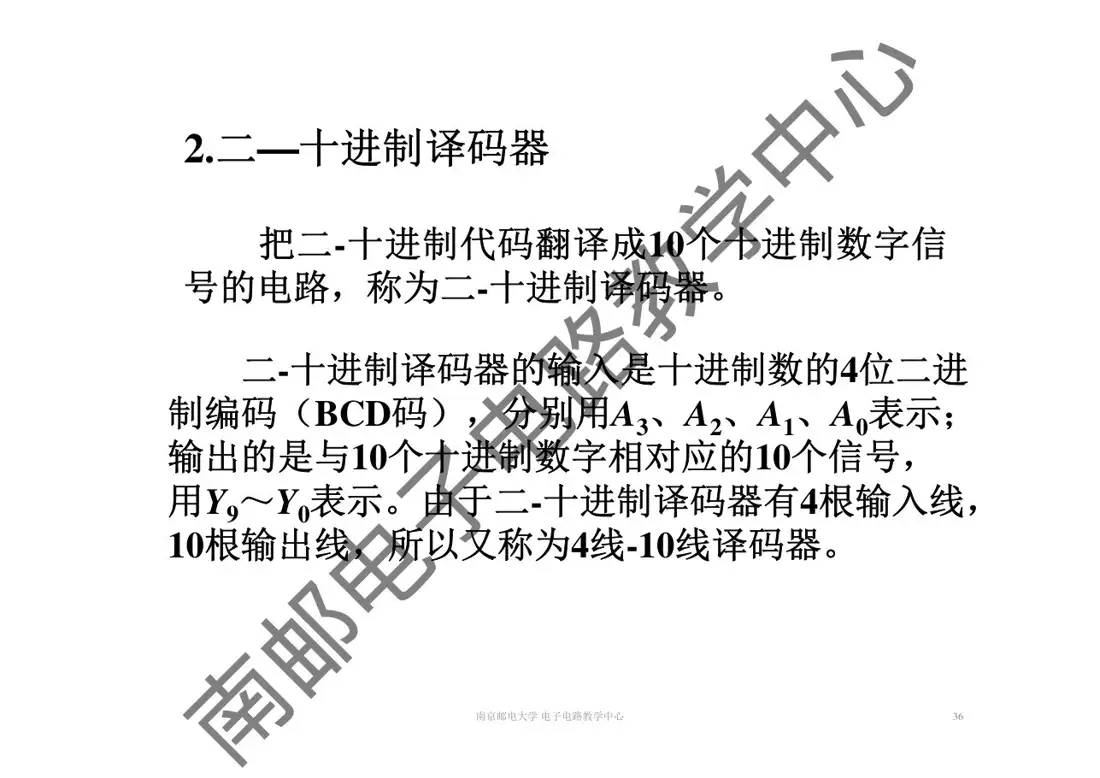 2.二—十进制译码器
把二-十进制代码翻译成10个十进制数字信
号的电路，称为二-十进制译码器。
二-十进制译码器的输入是十进制数的4位二进
制编码（BCD码），分别用A₃、A₂、A₁、A₀表示；
输出的是与10个十进制数字相对应的10个信号，
用Y₉～Y₀表示。由于二-十进制译码器有4根输入线，
10根输出线，所以又称为4线-10线译码器。
南邮电子电路教学中心
南京邮电大学 电子电路教学中心
36